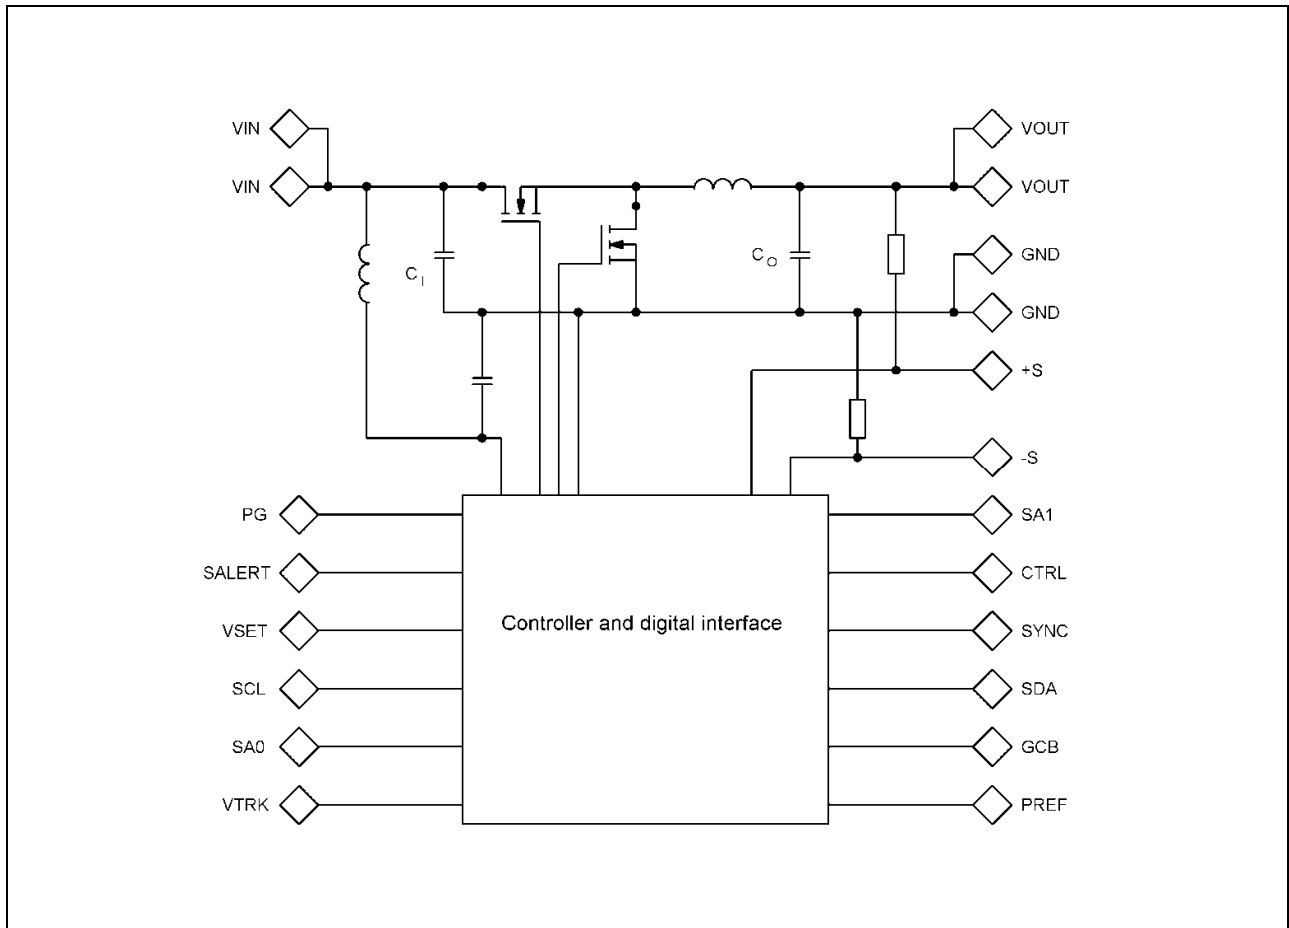 VIN
VOUT
VIN
VOUT
C I
C O
GND
GND
+S
-S
PG
SA1
SALERT
CTRL
Controller and digital interface
VSET
SYNC
SCL
SDA
SA0
GCB
VTRK
PREF